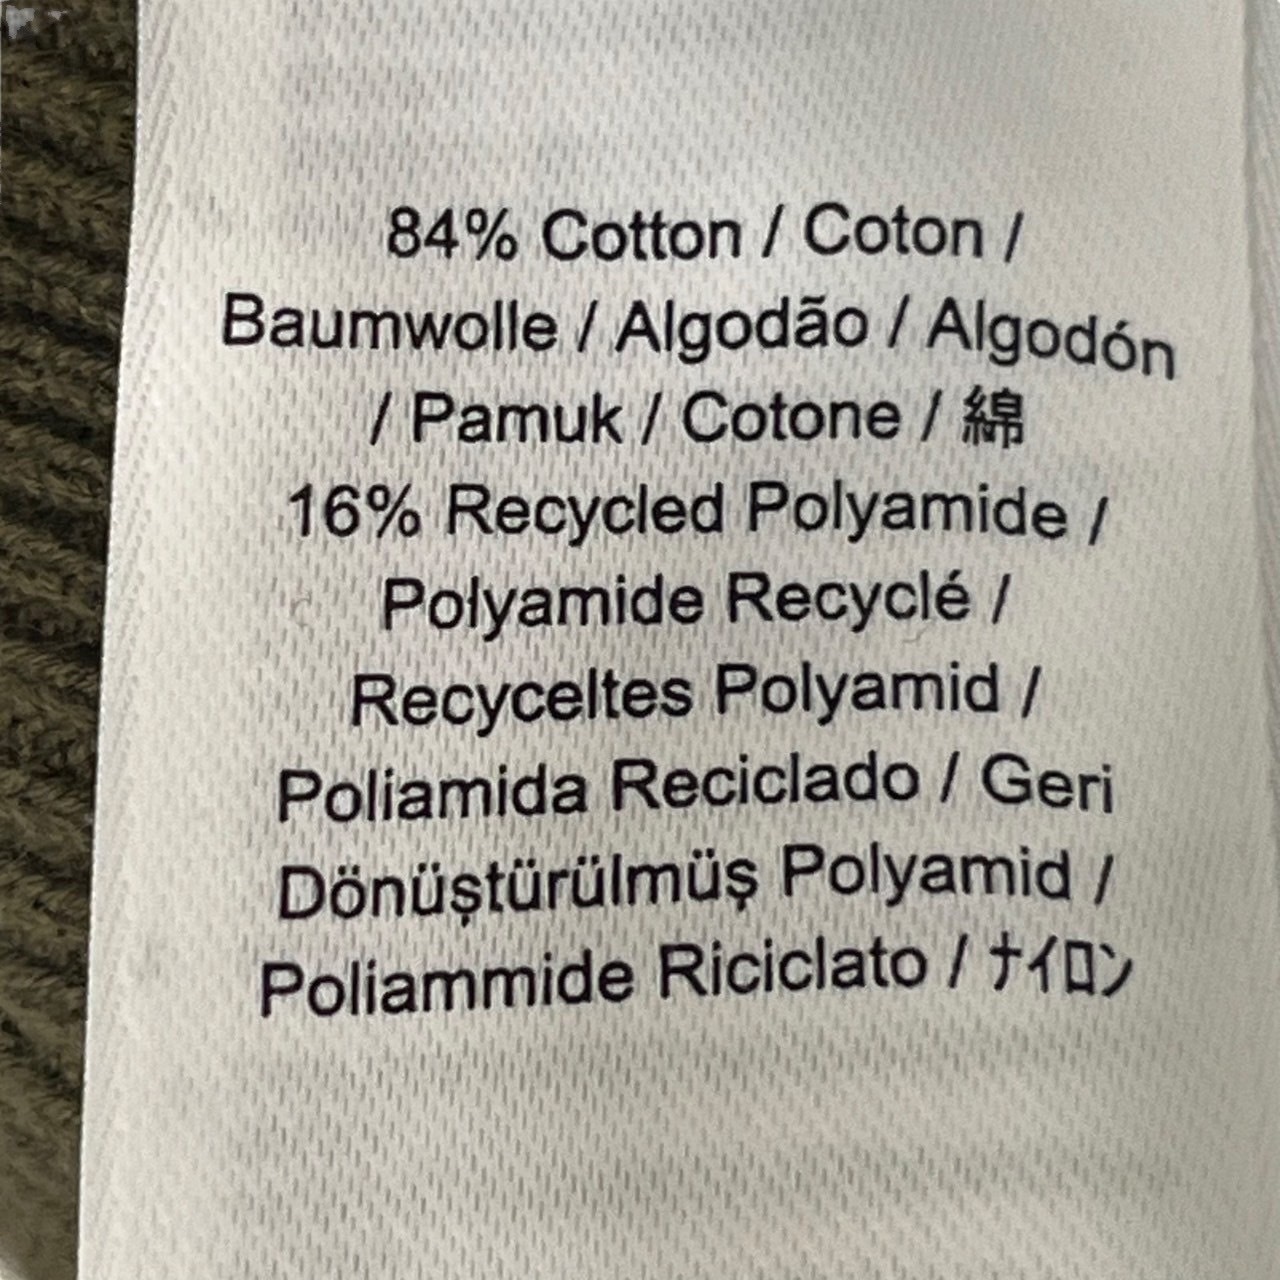 84% Cotton / Coton /
Baumwolle / Algodão / Algodón
/ Pamuk / Cotone / 綿
16% Recycled Polyamide /
Polyamide Recyclé /
Recyceltes Polyamid /
Poliamida Reciclado / Geri
Dönüştürülmüş Polyamid /
Poliammide Riciclato / ナイロン